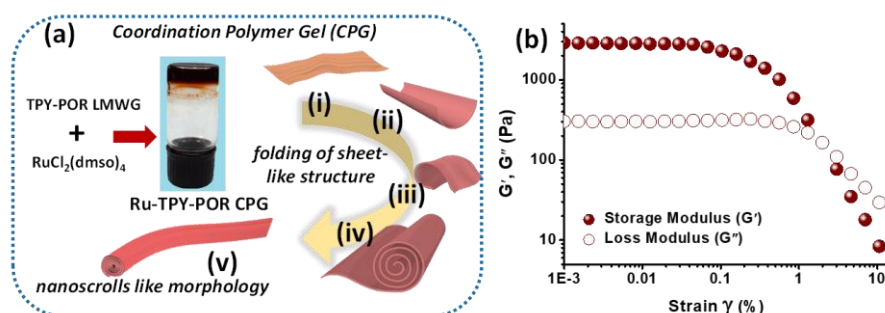 (a)
Coordination Polymer Gel (CPG)
TPY-POR LMWG
+
RuCl2(dmso)4
Ru-TPY-POR CPG
(i)
(ii)
folding of sheet-
like structure
(iii)
(iv)
(v)
nanoscrolls like morphology
(b)
G′, G″ (Pa)
1000
100
10
Storage Modulus (G′)
Loss Modulus (G″)
1E-3
0.01
0.1
1
10
Strain γ (%)